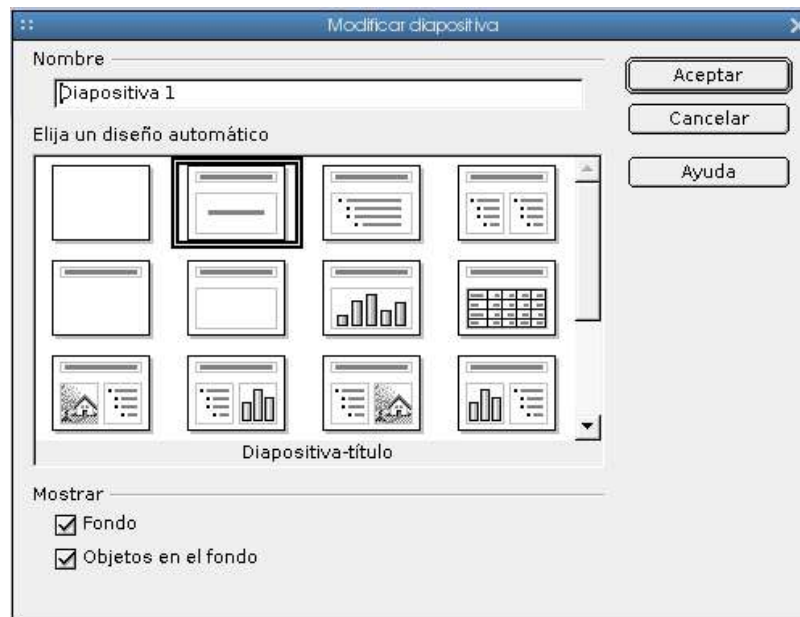 Modificar diapositiva
Nombre
Diapositiva 1
Aceptar
Cancelar
Elija un diseño automático
Ayuda
Diapositiva-título
Mostrar
Fondo
Objetos en el fondo